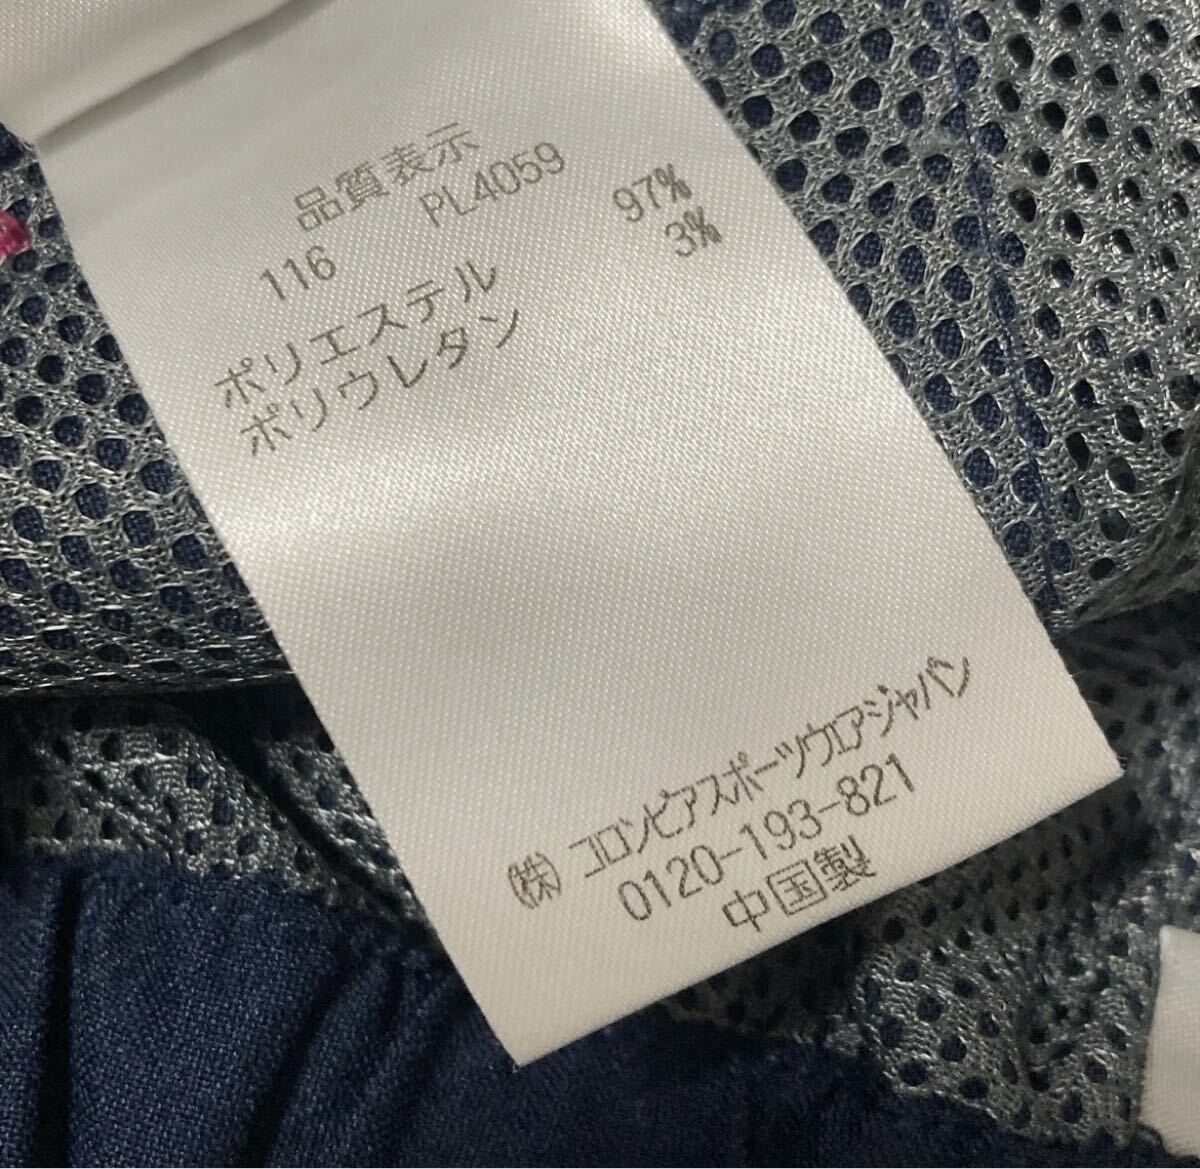 品質表示
116 PL4059
ポリエステル 97%
ポリウレタン 3%
㈱コロンビアスポーツウエアジャパン
0120-193-821
中国製